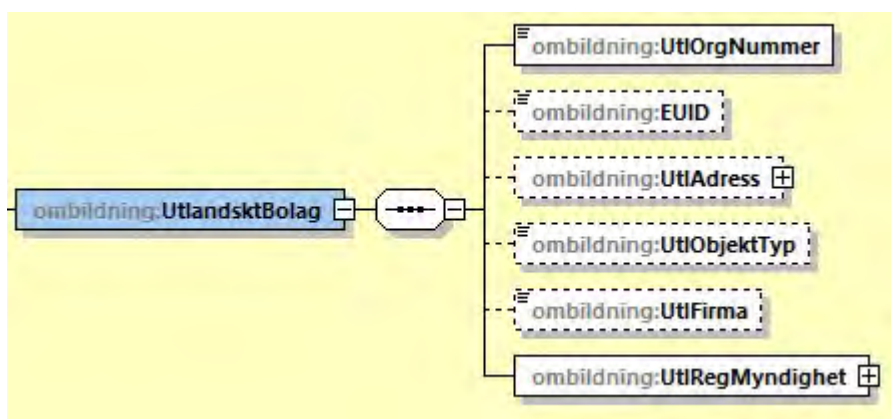 ombildning:UtlOrgNummer
ombildning:EUID
ombildning:UtlAdress
ombildning:UtlandsktBolag
ombildning:UtlObjektTyp
ombildning:UtlFirma
ombildning:UtlRegMyndighet